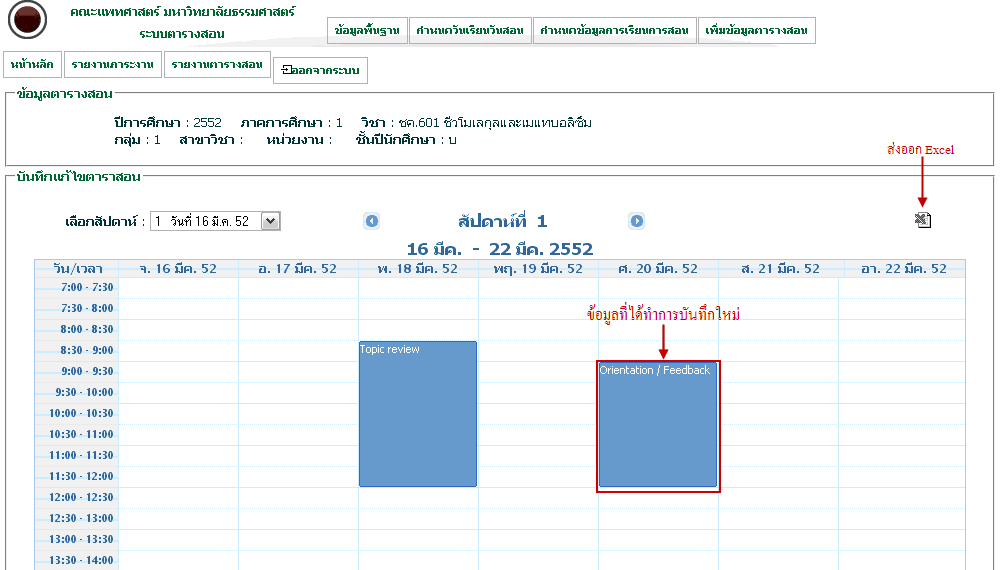 คณะแพทศาสตร์ มหาวิทยาลัยธรรมศาสตร์
ระบบตารางสอน
ข้อมูลพื้นฐาน กำหนดวันเรียนวันสอน กำหนดข้อมูลการเรียนการสอน เพิ่มข้อมูลตารางสอน
หน้าหลัก รายงานภาระงาน รายงานตารางสอน ออกจากระบบ
ข้อมูลตารางสอน
ปีการศึกษา : 2552 ภาคการศึกษา : 1 วิชา : ชค.601 ชีวโมเลกุลและเมแทบอลิซึม
กลุ่ม : 1 สาขาวิชา : หน่วยงาน : ชั้นปีนักศึกษา : บ
ส่งออก Excel
บันทึกแก้ไขตาราสอน
เลือกสัปดาห์ : 1 วันที่ 16 มี.ค. 52 สัปดาห์ที่ 1
16 มีค. - 22 มีค. 2552
วัน/เวลา จ. 16 มีค. 52 อ. 17 มีค. 52 พ. 18 มีค. 52 พฤ. 19 มีค. 52 ศ. 20 มีค. 52 ส. 21 มีค. 52 อา. 22 มีค. 52
7:00 - 7:30
7:30 - 8:00
ข้อมูลที่ได้ทำการบันทึกใหม่
8:00 - 8:30
8:30 - 9:00 Topic review
9:00 - 9:30 Orientation / Feedback
9:30 - 10:00
10:00 - 10:30
10:30 - 11:00
11:00 - 11:30
11:30 - 12:00
12:00 - 12:30
12:30 - 13:00
13:00 - 13:30
13:30 - 14:00